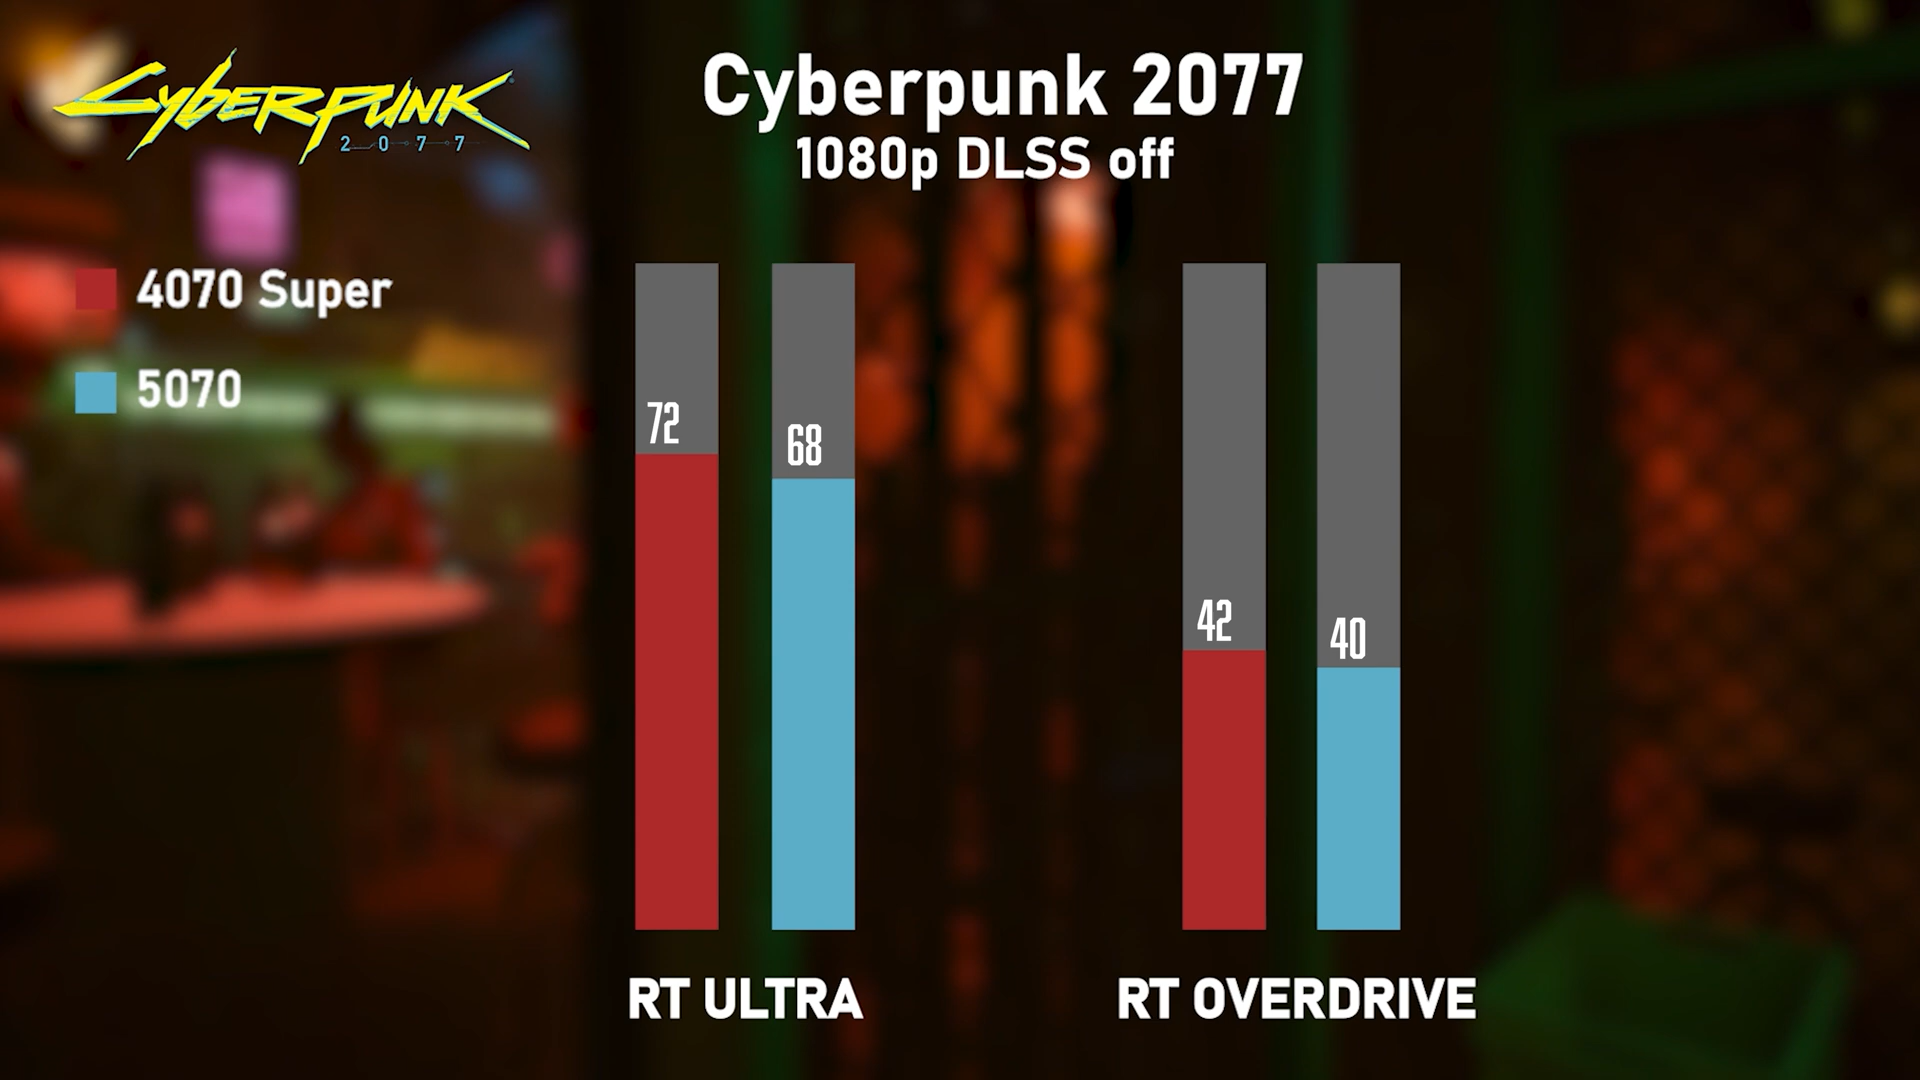 CYBERPUNK
2077
Cyberpunk 2077
1080p DLSS off
4070 Super
5070
72
68
42
40
RT ULTRA
RT OVERDRIVE